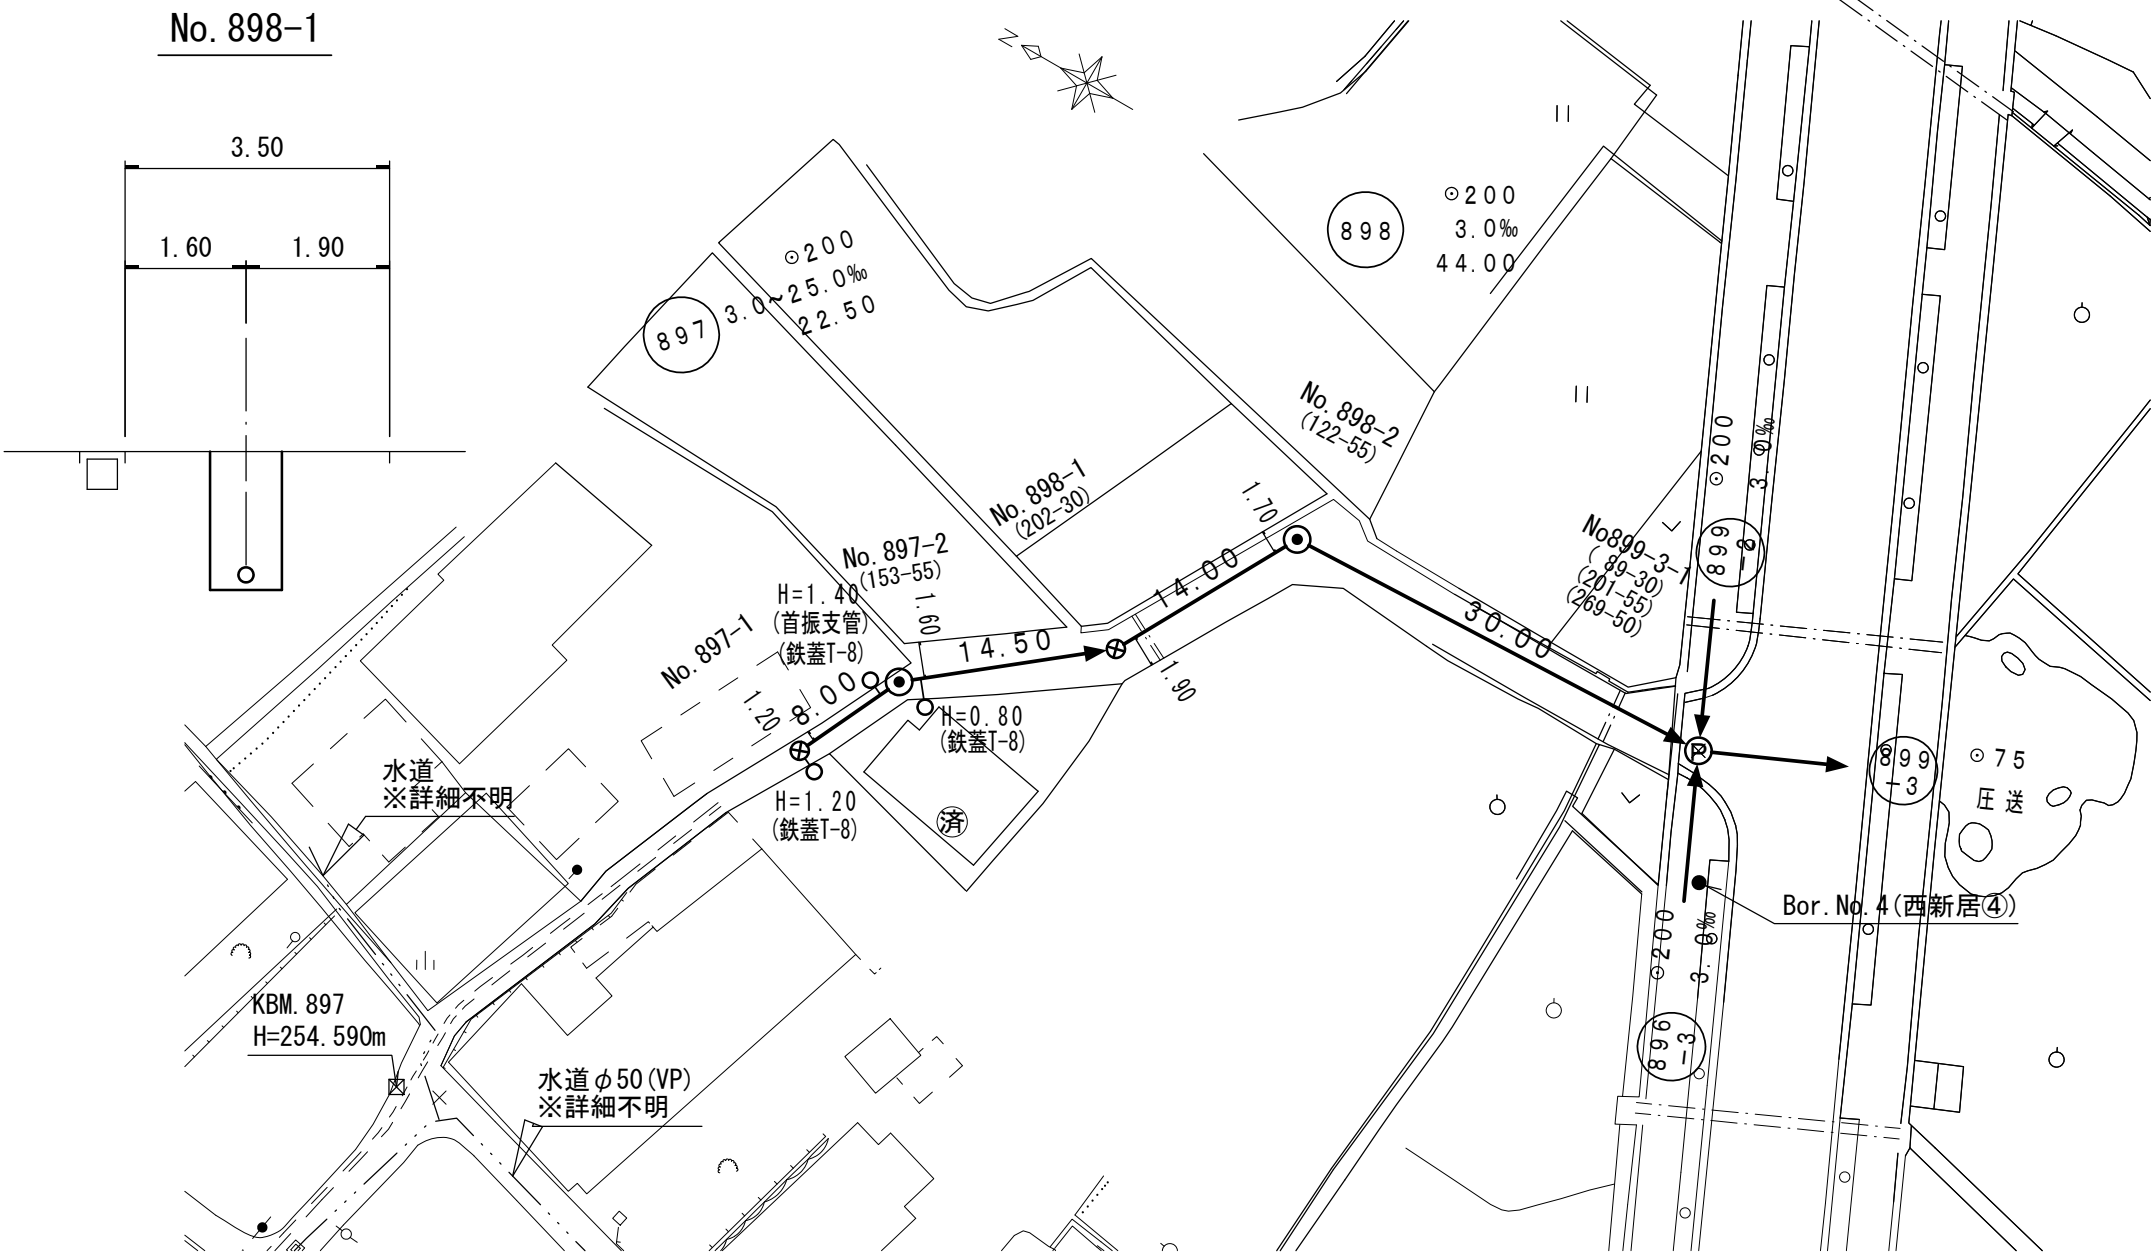 No.898-1
3.50
1.60
1.90
N
⊙200
3.0~25.0‰
22.50
897
898
⊙200
3.0‰
44.00
No.898-2
(122-55)
No.898-1
(202-30)
1.70
No.897-2
(153-55)
H=1.40
(首振支管)
(鉄蓋T-8)
1.60
No.897-1
1.20
8.00
14.50
14.00
1.90
30.00
H=0.80
(鉄蓋T-8)
H=1.20
(鉄蓋T-8)
済
No899-3-1
( 89-30)
(201-55)
(269-50)
⊙200
3.0‰
899
-2
P
899
-3
⊙75
圧送
Bor.No.4(西新居④)
⊙200
3.0‰
896
-3
水道
※詳細不明
KBM.897
H=254.590m
水道φ50(VP)
※詳細不明